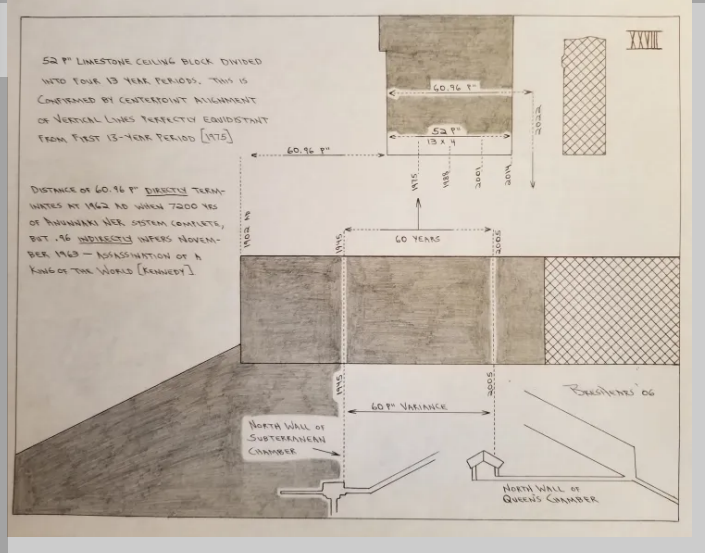 XXVIII
52 P" LIMESTONE CEILING BLOCK DIVIDED
INTO FOUR 13 YEAR PERIODS. THIS IS
CONFIRMED BY CENTERPOINT ALIGNMENT
OF VERTICAL LINES PERFECTLY EQUIDISTANT
FROM FIRST 13-YEAR PERIOD [1975]
60.96 P"
52 P"
13 X 4
2022
60.96 P"
1975
1988
2001
2014
DISTANCE OF 60.96 P" DIRECTLY TERM-
INATES AT 1962 AD WHEN 7200 YRS
OF ANUNNAKI NER SYSTEM COMPLETE,
BUT .96 INDIRECTLY INFERS NOVEM-
BER 1963 — ASSASSINATION OF A
KING OF THE WORLD [KENNEDY]
1902 AD
1945
60 YEARS
2005
1945
2005
60 P" VARIANCE
BRESHEARS '06
NORTH WALL OF
SUBTERRANEAN
CHAMBER
NORTH WALL OF
QUEEN'S CHAMBER